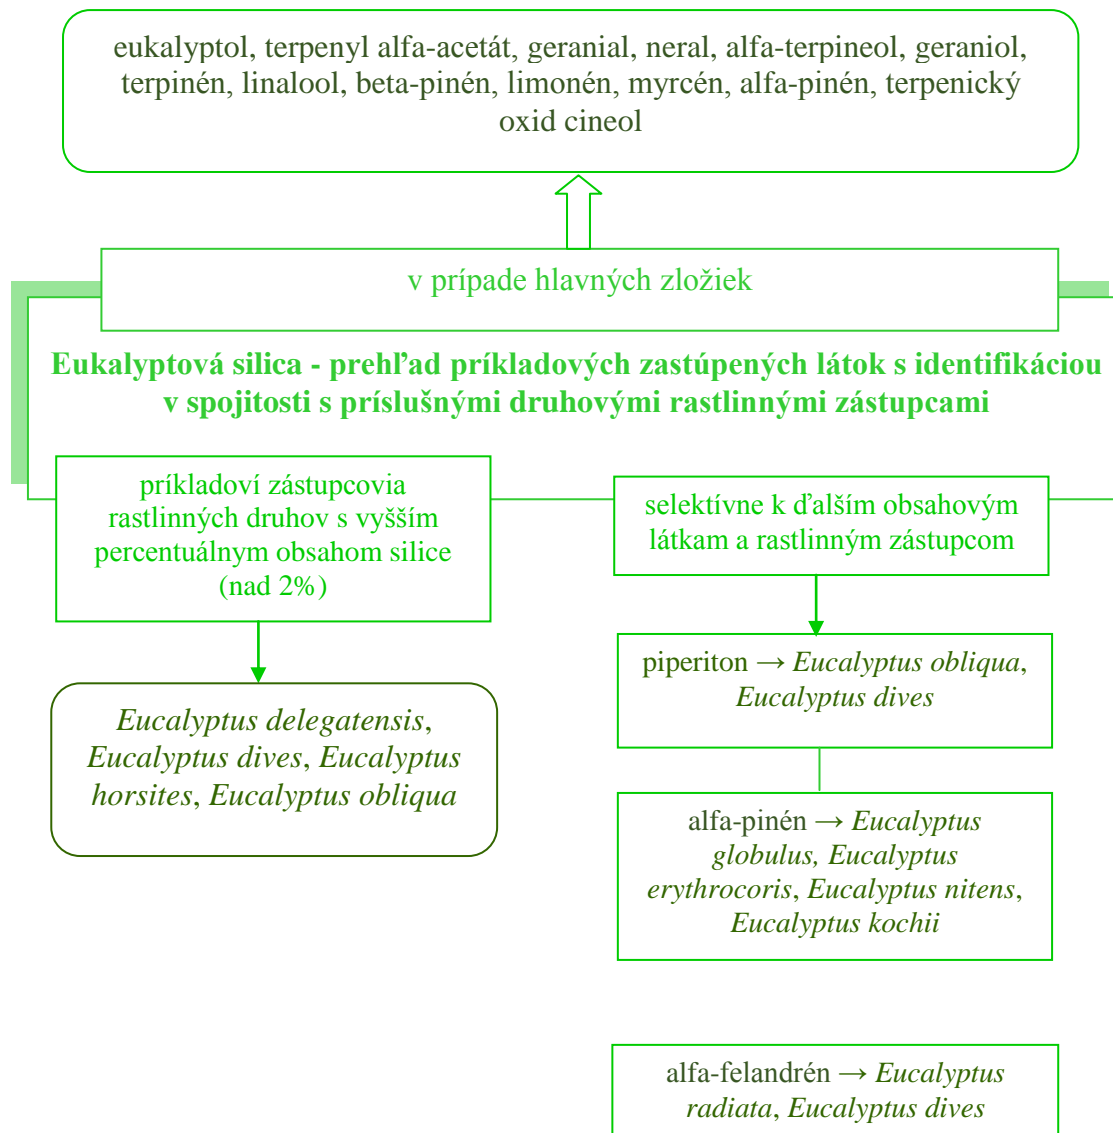 eukalyptol, terpenyl alfa-acetát, geranial, neral, alfa-terpineol, geraniol,
terpinén, linalool, beta-pinén, limonén, myrcén, alfa-pinén, terpenický
oxid cineol
v prípade hlavných zložiek
Eukalyptová silica - prehľad príkladových zastúpených látok s identifikáciou
v spojitosti s príslušnými druhovými rastlinnými zástupcami
príkladoví zástupcovia
rastlinných druhov s vyšším
percentuálnym obsahom silice
(nad 2%)
Eucalyptus delegatensis,
Eucalyptus dives, Eucalyptus
horsites, Eucalyptus obliqua
selektívne k ďalším obsahovým
látkam a rastlinným zástupcom
piperiton → Eucalyptus obliqua,
Eucalyptus dives
alfa-pinén → Eucalyptus
globulus, Eucalyptus
erythrocoris, Eucalyptus nitens,
Eucalyptus kochii
alfa-felandrén → Eucalyptus
radiata, Eucalyptus dives